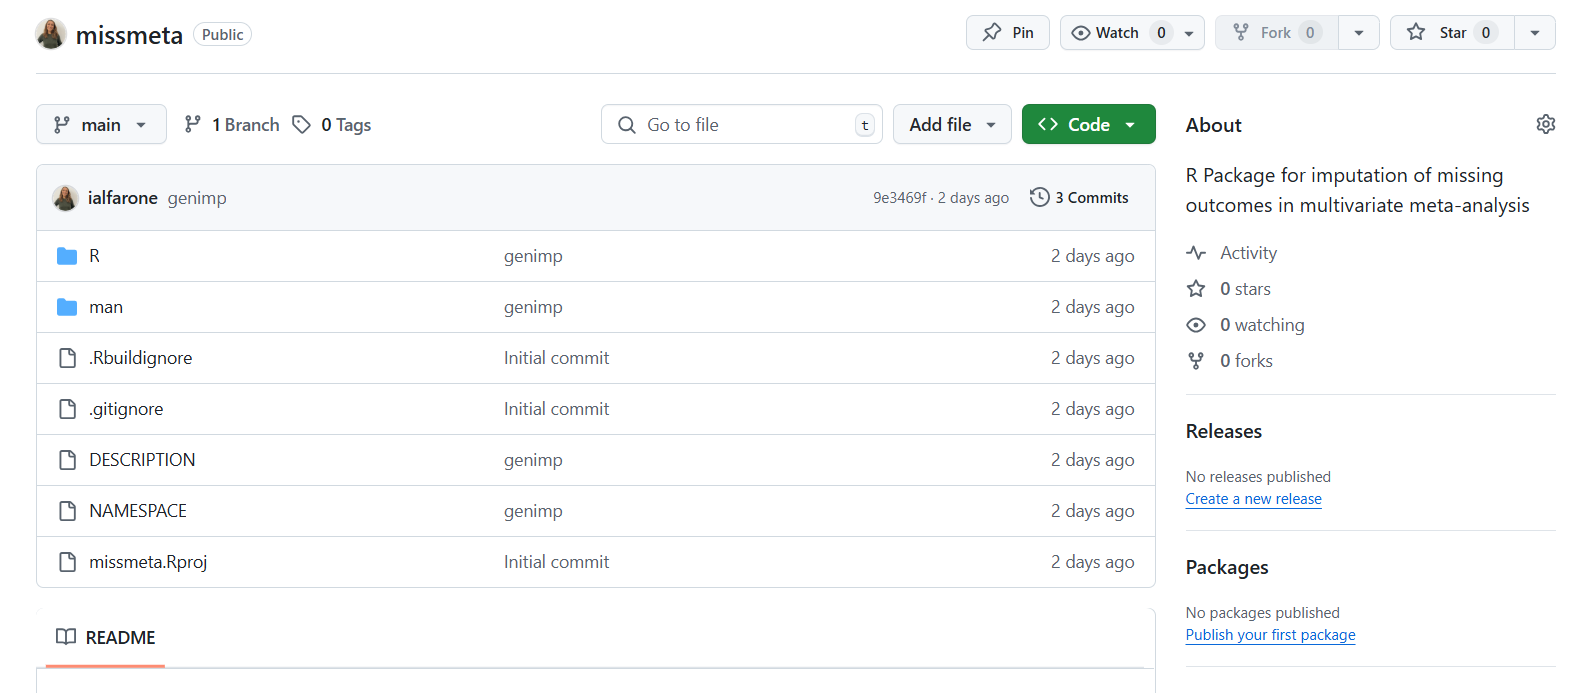 missmeta Public Pin Watch 0 Fork 0 Star 0
main 1 Branch 0 Tags Go to file t Add file Code
ialfarone genimp 9e3469f · 2 days ago 3 Commits
R genimp 2 days ago
man genimp 2 days ago
.Rbuildignore Initial commit 2 days ago
.gitignore Initial commit 2 days ago
DESCRIPTION genimp 2 days ago
NAMESPACE genimp 2 days ago
missmeta.Rproj Initial commit 2 days ago
README
About
R Package for imputation of missing
outcomes in multivariate meta-analysis
Activity
0 stars
0 watching
0 forks
Releases
No releases published
Create a new release
Packages
No packages published
Publish your first package